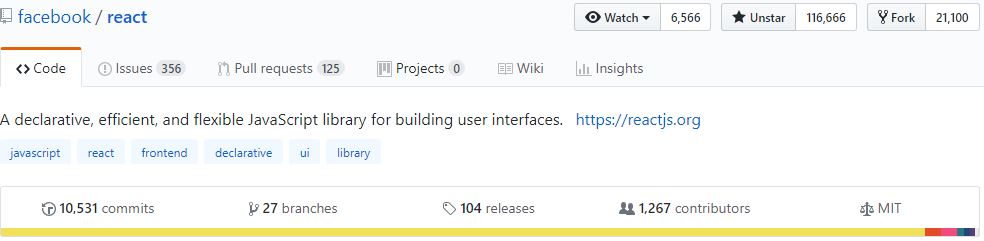 facebook / react Watch 6,566 Unstar 116,666 Fork 21,100
Code Issues 356 Pull requests 125 Projects 0 Wiki Insights
A declarative, efficient, and flexible JavaScript library for building user interfaces. https://reactjs.org
javascript react frontend declarative ui library
10,531 commits 27 branches 104 releases 1,267 contributors MIT